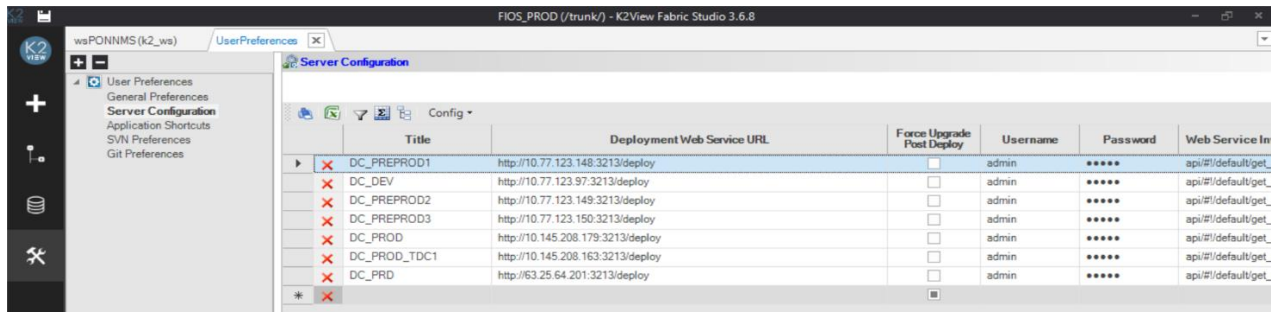 FIOS_PROD (/trunk/) - K2View Fabric Studio 3.6.8
K2 VIEW
wsPONNMS (k2_ws) UserPreferences
User Preferences
General Preferences
Server Configuration
Application Shortcuts
SVN Preferences
Git Preferences
Server Configuration
Config
Title Deployment Web Service URL Force Upgrade Post Deploy Username Password Web Service In
DC_PREPROD1 http://10.77.123.148:3213/deploy admin ●●●●● api/#!/default/get_
DC_DEV http://10.77.123.97:3213/deploy admin ●●●●● api/#!/default/get_
DC_PREPROD2 http://10.77.123.149:3213/deploy admin ●●●●● api/#!/default/get_
DC_PREPROD3 http://10.77.123.150:3213/deploy admin ●●●●● api/#!/default/get_
DC_PROD http://10.145.208.179:3213/deploy admin ●●●●● api/#!/default/get_
DC_PROD_TDC1 http://10.145.208.163:3213/deploy admin ●●●●● api/#!/default/get_
DC_PRD http://63.25.64.201:3213/deploy admin ●●●●● api/#!/default/get_